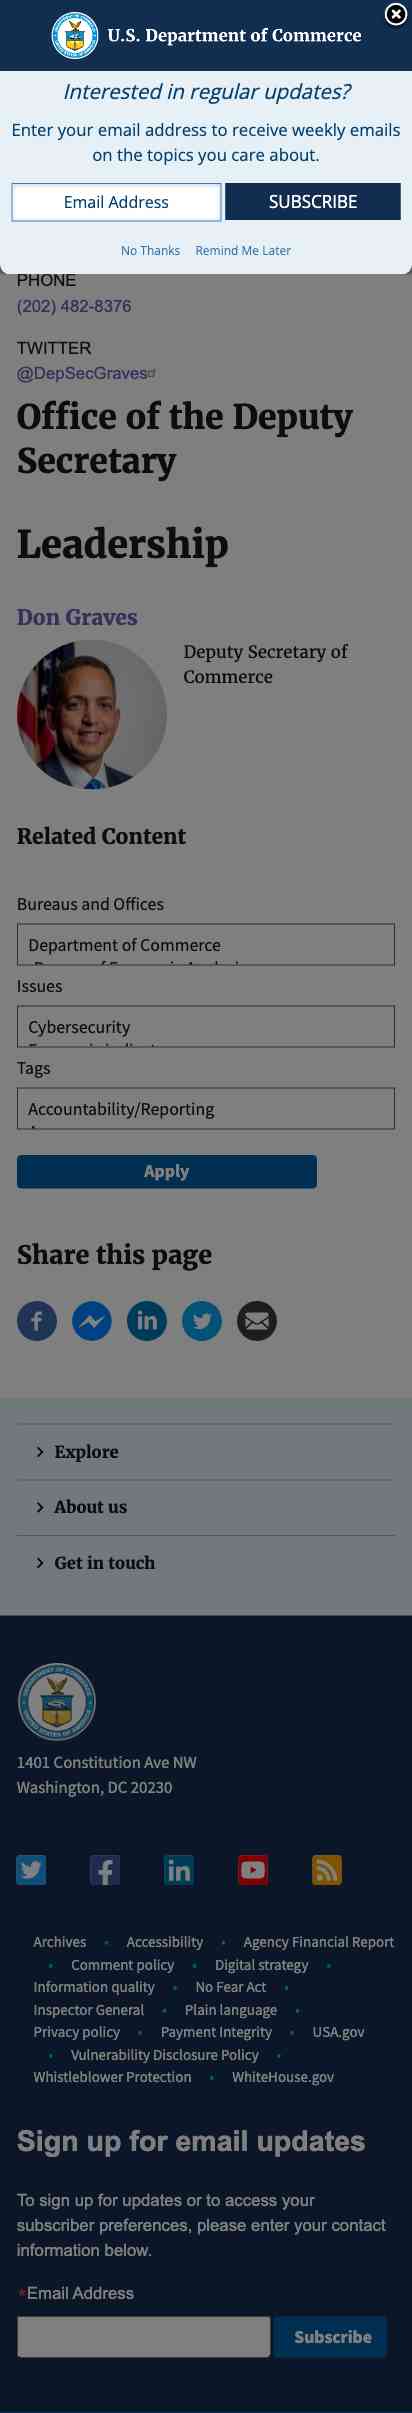 U.S. Department of Commerce
Interested in regular updates?
Enter your email address to receive weekly emails
on the topics you care about.
Email Address
SUBSCRIBE
No Thanks Remind Me Later
PHONE
(202) 482-8376
TWITTER
@DepSecGraves
Office of the Deputy
Secretary
Leadership
Don Graves
Deputy Secretary of
Commerce
Related Content
Bureaus and Offices
Department of Commerce
Issues
Cybersecurity
Tags
Accountability/Reporting
Apply
Share this page
Explore
About us
Get in touch
1401 Constitution Ave NW
Washington, DC 20230
Archives • Accessibility • Agency Financial Report
• Comment policy • Digital strategy •
Information quality • No Fear Act •
Inspector General • Plain language •
Privacy policy • Payment Integrity • USA.gov
• Vulnerability Disclosure Policy •
Whistleblower Protection • WhiteHouse.gov
Sign up for email updates
To sign up for updates or to access your
subscriber preferences, please enter your contact
information below.
*Email Address
Subscribe